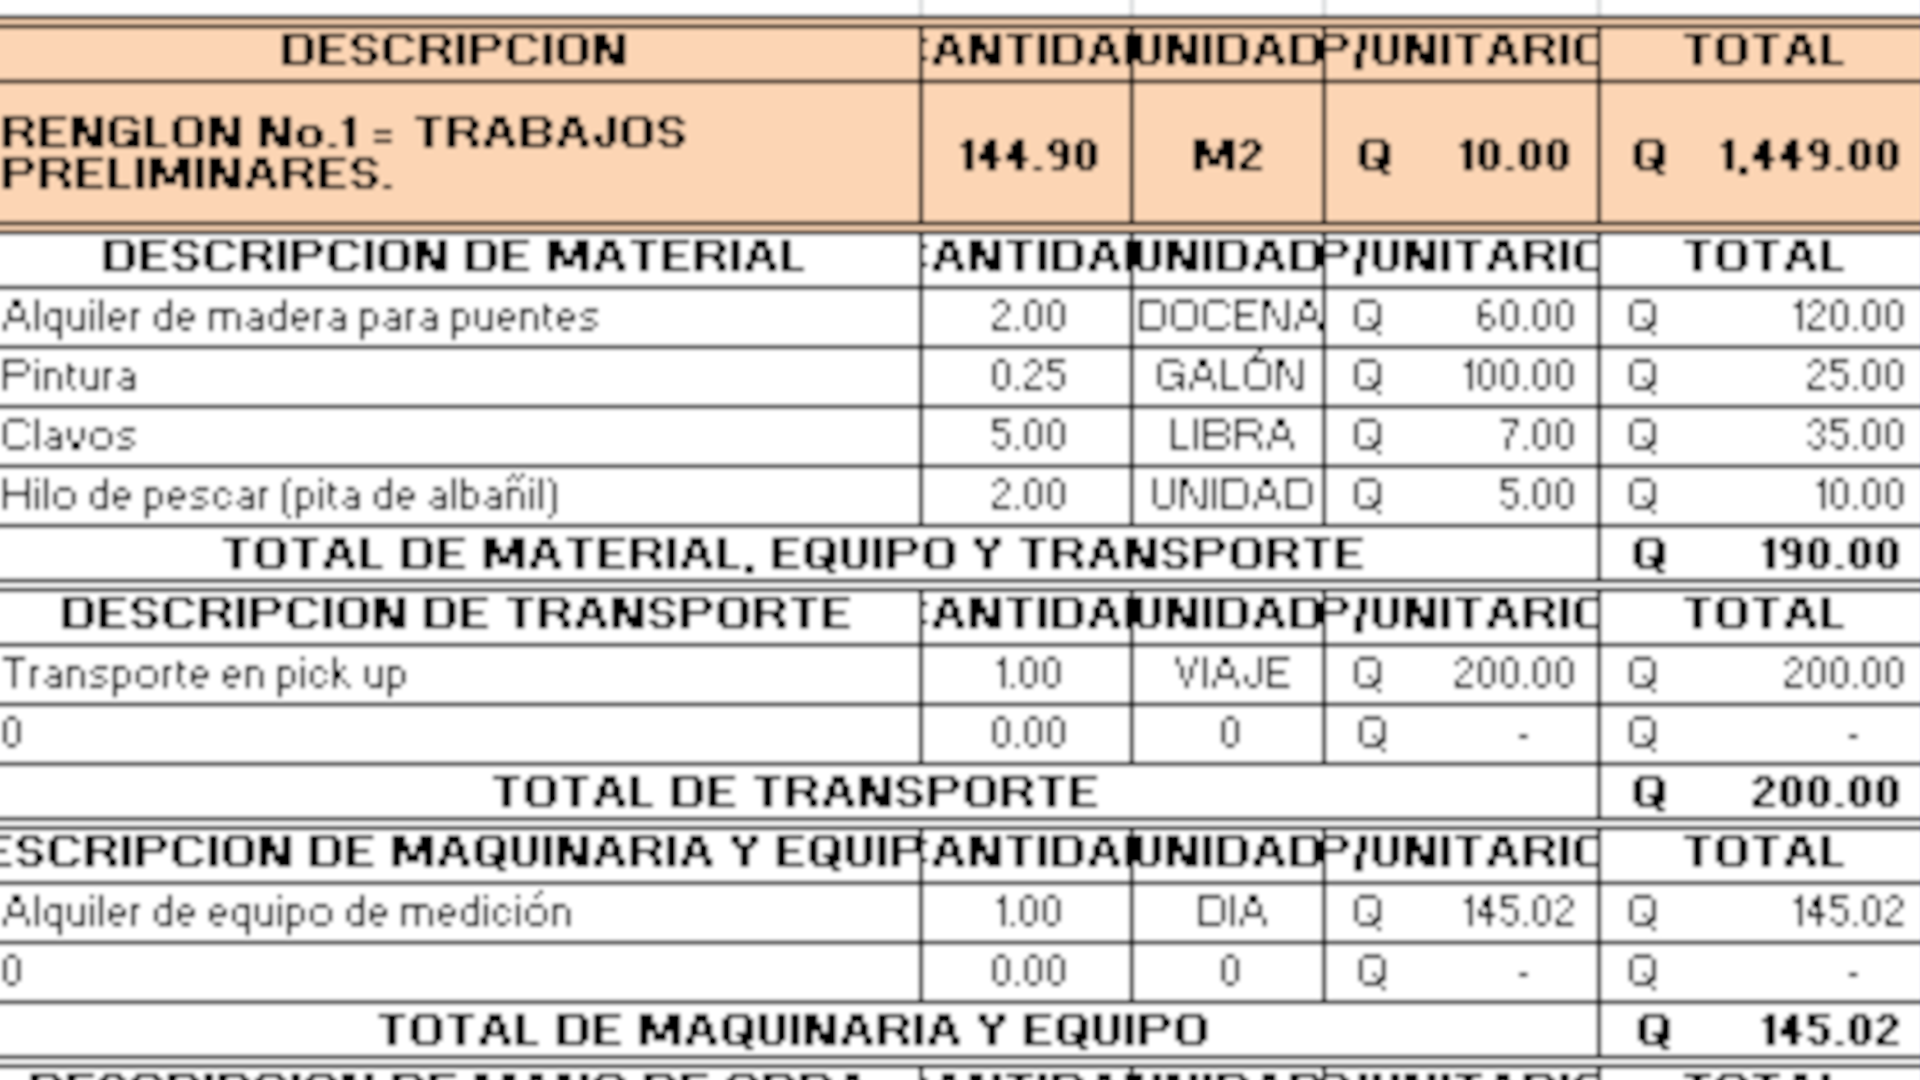 DESCRIPCION :ANTIDA UNIDAD P/UNITARIO TOTAL
RENGLON No.1 = TRABAJOS
PRELIMINARES.
144.90 M2 Q 10.00 Q 1,449.00
DESCRIPCION DE MATERIAL :ANTIDA UNIDAD P/UNITARIO TOTAL
Alquiler de madera para puentes 2.00 DOCENA Q 60.00 Q 120.00
Pintura 0.25 GALÓN Q 100.00 Q 25.00
Clavos 5.00 LIBRA Q 7.00 Q 35.00
Hilo de pescar (pita de albañil) 2.00 UNIDAD Q 5.00 Q 10.00
TOTAL DE MATERIAL, EQUIPO Y TRANSPORTE Q 190.00
DESCRIPCION DE TRANSPORTE :ANTIDA UNIDAD P/UNITARIO TOTAL
Transporte en pick up 1.00 VIAJE Q 200.00 Q 200.00
0 0.00 0 Q - Q -
TOTAL DE TRANSPORTE Q 200.00
ESCRIPCION DE MAQUINARIA Y EQUIP :ANTIDA UNIDAD P/UNITARIO TOTAL
Alquiler de equipo de medición 1.00 DIA Q 145.02 Q 145.02
0 0.00 0 Q - Q -
TOTAL DE MAQUINARIA Y EQUIPO Q 145.02